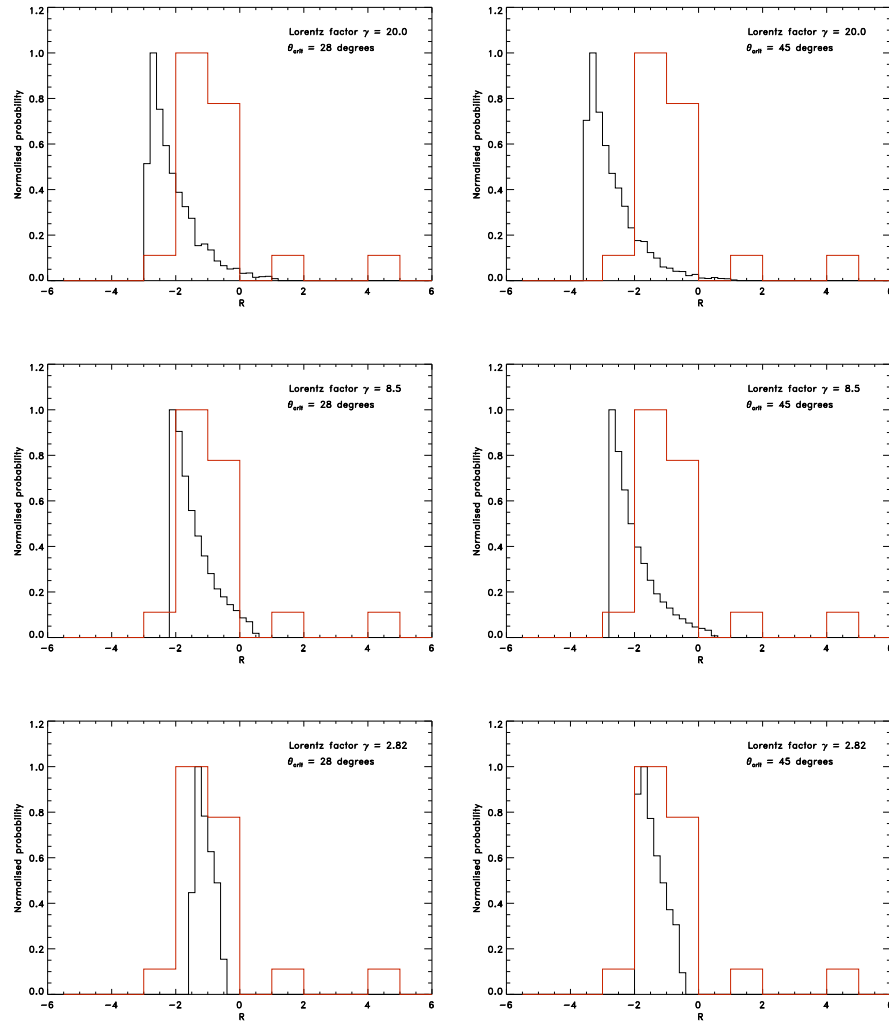 1.2
1.0
0.8
0.6
0.4
0.2
0.0
Normalised probability
Lorentz factor γ = 20.0
θcrit = 28 degrees
-6 -4 -2 0 2 4 6
R
1.2
1.0
0.8
0.6
0.4
0.2
0.0
Normalised probability
Lorentz factor γ = 20.0
θcrit = 45 degrees
-6 -4 -2 0 2 4 6
R
1.2
1.0
0.8
0.6
0.4
0.2
0.0
Normalised probability
Lorentz factor γ = 8.5
θcrit = 28 degrees
-6 -4 -2 0 2 4 6
R
1.2
1.0
0.8
0.6
0.4
0.2
0.0
Normalised probability
Lorentz factor γ = 8.5
θcrit = 45 degrees
-6 -4 -2 0 2 4 6
R
1.2
1.0
0.8
0.6
0.4
0.2
0.0
Normalised probability
Lorentz factor γ = 2.82
θcrit = 28 degrees
-6 -4 -2 0 2 4 6
R
1.2
1.0
0.8
0.6
0.4
0.2
0.0
Normalised probability
Lorentz factor γ = 2.82
θcrit = 45 degrees
-6 -4 -2 0 2 4 6
R